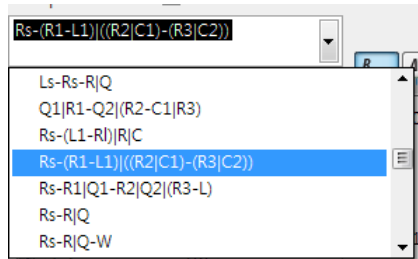 Rs-(R1-L1)|((R2|C1)-(R3|C2))
R
Ls-Rs-R|Q
Q1|R1-Q2|(R2-C1|R3)
Rs-(L1-Rl)|R|C
Rs-(R1-L1)|((R2|C1)-(R3|C2))
Rs-R1|Q1-R2|Q2|(R3-L)
Rs-R|Q
Rs-R|Q-W